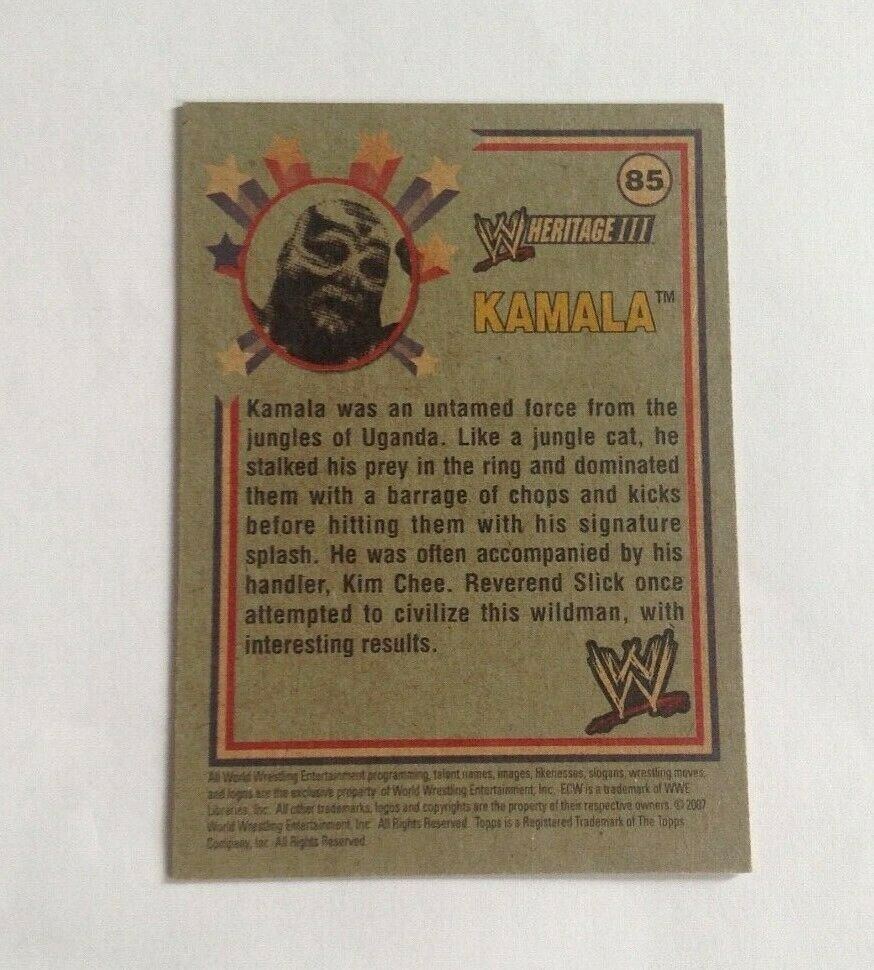 85
W HERITAGE III
KAMALA™
Kamala was an untamed force from the
jungles of Uganda. Like a jungle cat, he
stalked his prey in the ring and dominated
them with a barrage of chops and kicks
before hitting them with his signature
splash. He was often accompanied by his
handler, Kim Chee. Reverend Slick once
attempted to civilize this wildman, with
interesting results.
W
All World Wrestling Entertainment programming, talent names, images, likenesses, slogans, wrestling moves,
and logos are the exclusive property of World Wrestling Entertainment, Inc. ECW is a trademark of WWE
Libraries, Inc. All other trademarks, logos and copyrights are the property of their respective owners. © 2007
World Wrestling Entertainment, Inc. All Rights Reserved. Topps is a Registered Trademark of The Topps
Company, Inc. All Rights Reserved.